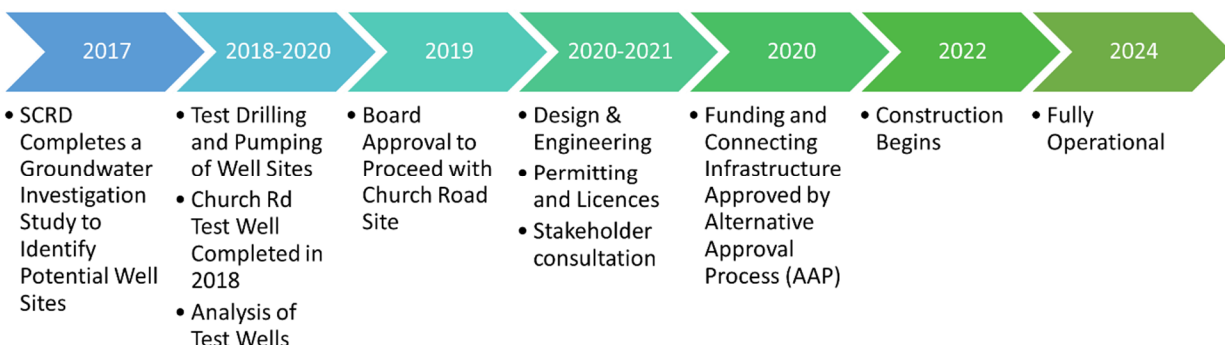 2017
2018-2020
2019
2020-2021
2020
2022
2024
• SCRD
Completes a
Groundwater
Investigation
Study to
Identify
Potential Well
Sites
• Test Drilling
and Pumping
of Well Sites
• Church Rd
Test Well
Completed in
2018
• Analysis of
Test Wells
• Board
Approval to
Proceed with
Church Road
Site
• Design &
Engineering
• Permitting
and Licences
• Stakeholder
consultation
• Funding and
Connecting
Infrastructure
Approved by
Alternative
Approval
Process (AAP)
• Construction
Begins
• Fully
Operational